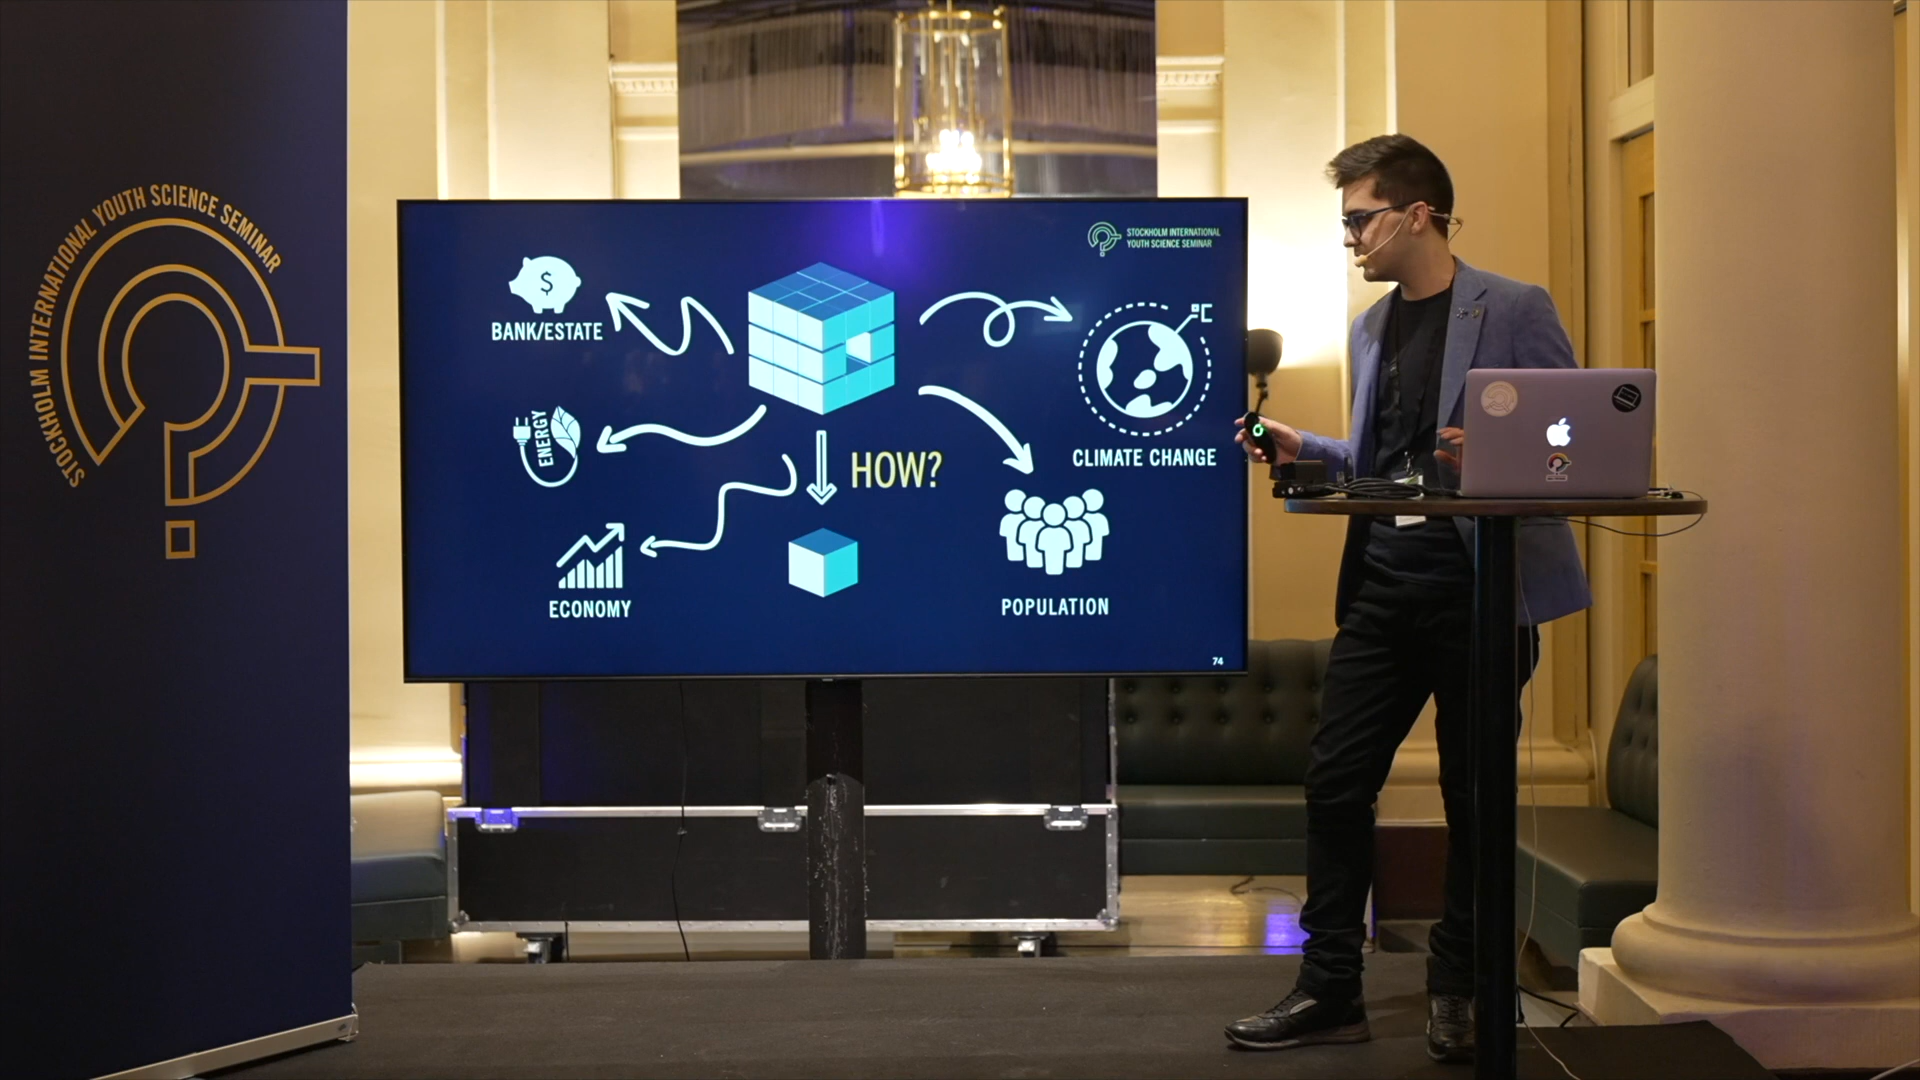 STOCKHOLM INTERNATIONAL YOUTH SCIENCE SEMINAR
STOCKHOLM INTERNATIONAL
YOUTH SCIENCE SEMINAR
$
BANK/ESTATE
°C
CLIMATE CHANGE
ENERGY
HOW?
ECONOMY
POPULATION
74